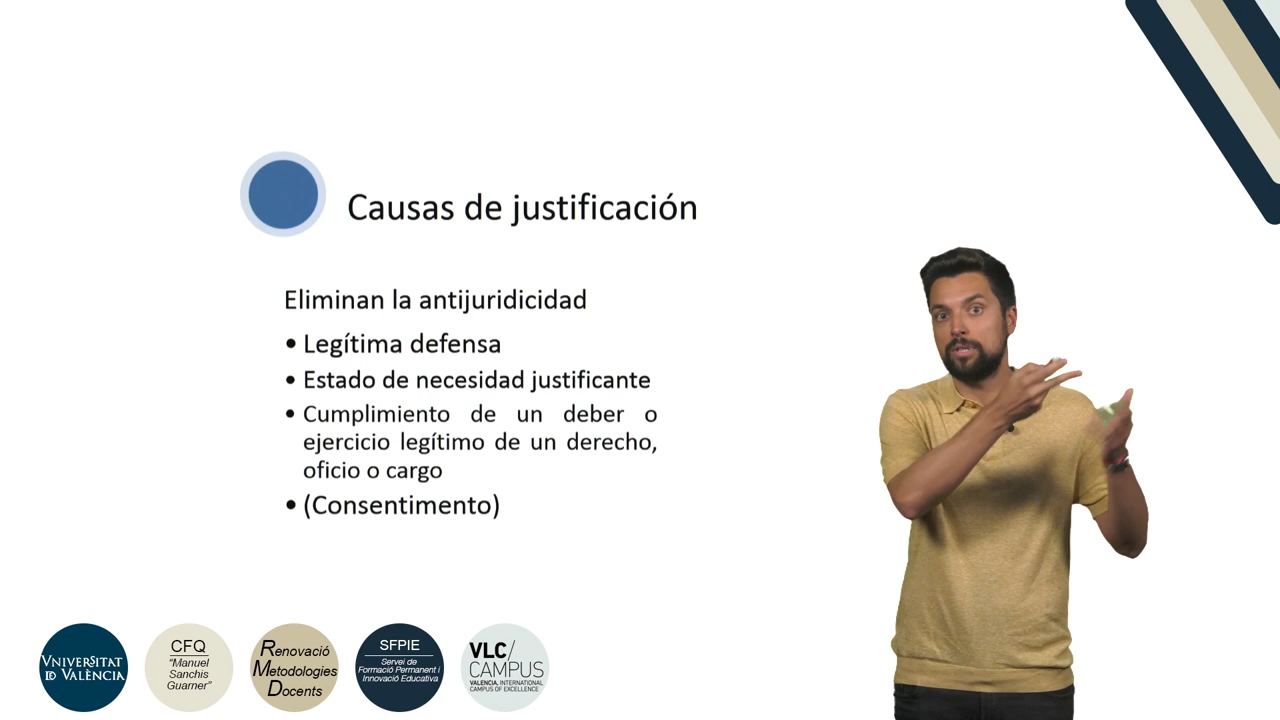 Causas de justificación
Eliminan la antijuridicidad
• Legítima defensa
• Estado de necesidad justificante
• Cumplimiento de un deber o
ejercicio legítimo de un derecho,
oficio o cargo
• (Consentimento)
VNIVERSITAT
ID VALÈNCIA
CFQ
"Manuel
Sanchis
Guarner"
Renovació
Metodologies
Docents
SFPIE
Servei de
Formació Permanent i
Innovació Educativa
VLC/
CAMPUS
VALENCIA, INTERNATIONAL
CAMPUS OF EXCELLENCE